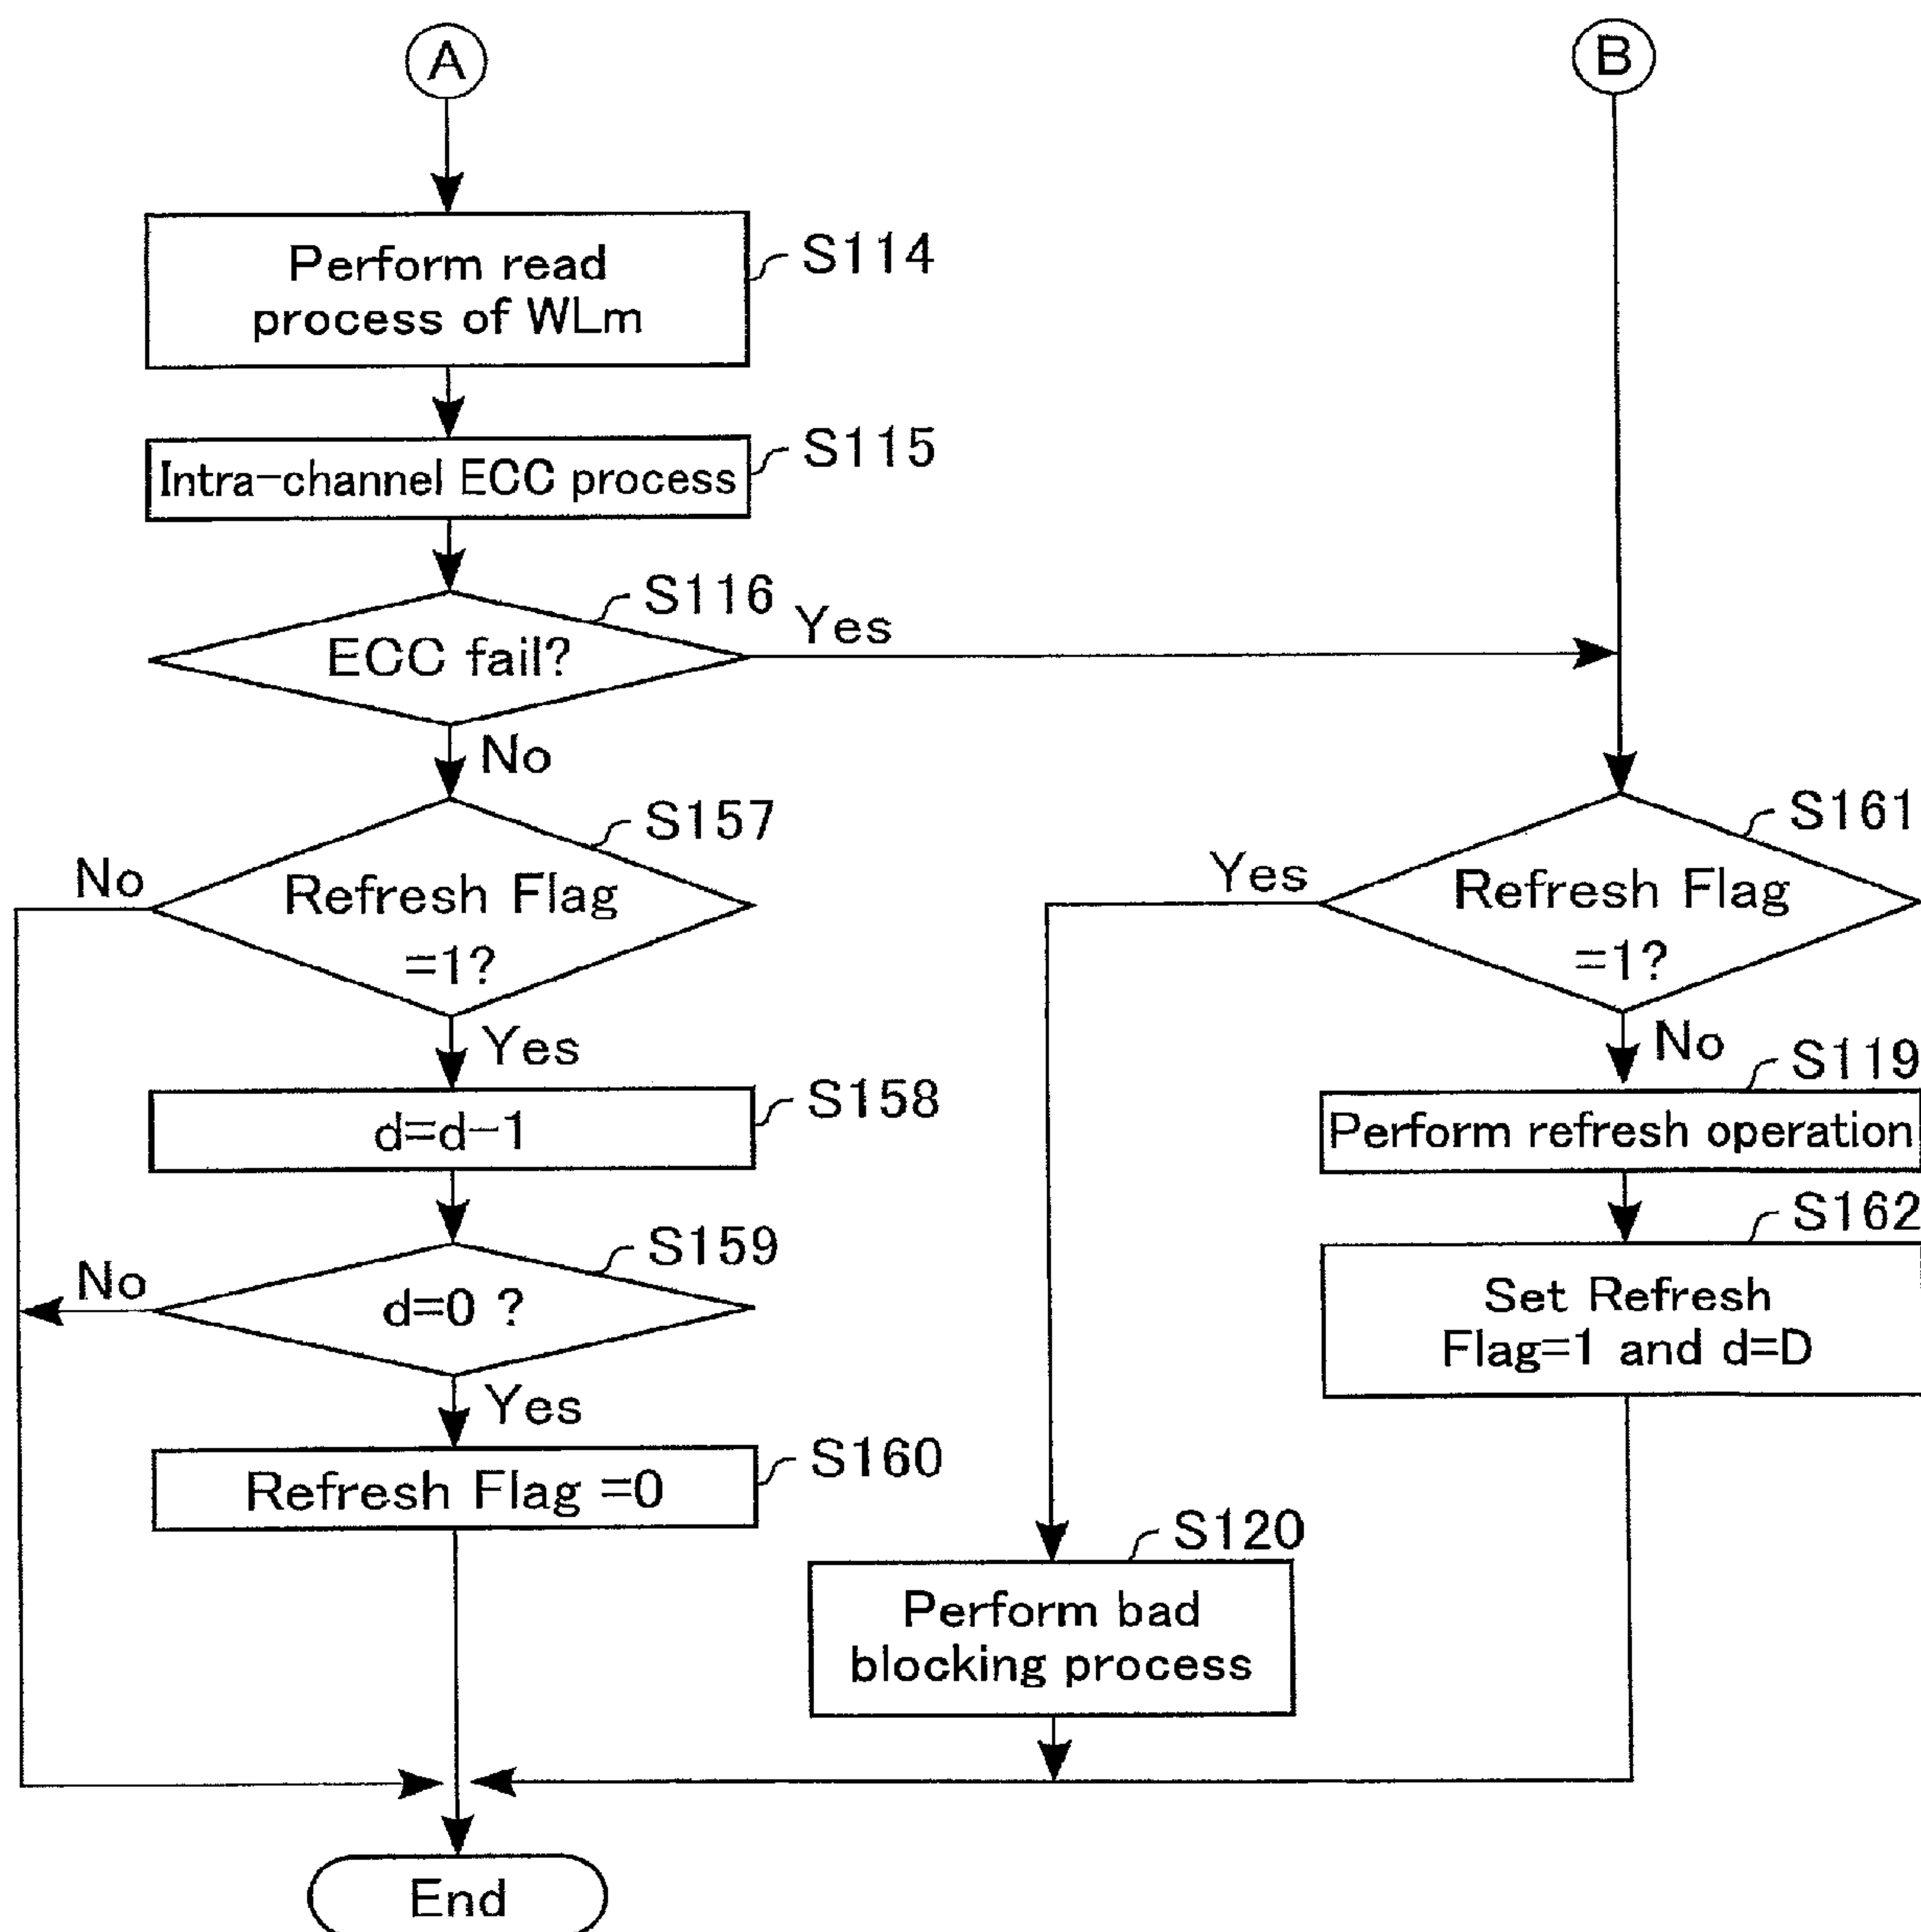 A
B
Perform read
process of WLm
S114
Intra-channel ECC process
S115
ECC fail?
S116
Yes
No
Refresh Flag
=1?
S157
No
Yes
d=d-1
S158
d=0 ?
S159
No
Yes
Refresh Flag =0
S160
Refresh Flag
=1?
S161
Yes
No
Perform refresh operation
S119
Set Refresh
Flag=1 and d=D
S162
Perform bad
blocking process
S120
End